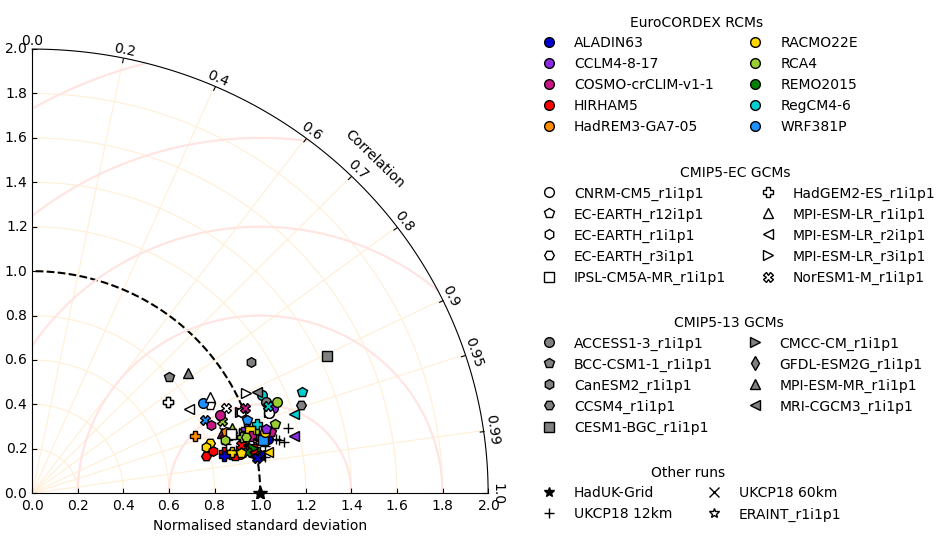 0.0
0.2
0.4
0.6
Correlation
0.7
0.8
0.9
0.95
0.99
1.0
2.0
1.8
1.6
1.4
1.2
1.0
0.8
0.6
0.4
0.2
0.0
0.0 0.2 0.4 0.6 0.8 1.0 1.2 1.4 1.6 1.8 2.0
Normalised standard deviation
EuroCORDEX RCMs
ALADIN63 RACMO22E
CCLM4-8-17 RCA4
COSMO-crCLIM-v1-1 REMO2015
HIRHAM5 RegCM4-6
HadREM3-GA7-05 WRF381P
CMIP5-EC GCMs
CNRM-CM5_r1i1p1 HadGEM2-ES_r1i1p1
EC-EARTH_r12i1p1 MPI-ESM-LR_r1i1p1
EC-EARTH_r1i1p1 MPI-ESM-LR_r2i1p1
EC-EARTH_r3i1p1 MPI-ESM-LR_r3i1p1
IPSL-CM5A-MR_r1i1p1 NorESM1-M_r1i1p1
CMIP5-13 GCMs
ACCESS1-3_r1i1p1 CMCC-CM_r1i1p1
BCC-CSM1-1_r1i1p1 GFDL-ESM2G_r1i1p1
CanESM2_r1i1p1 MPI-ESM-MR_r1i1p1
CCSM4_r1i1p1 MRI-CGCM3_r1i1p1
CESM1-BGC_r1i1p1
Other runs
HadUK-Grid UKCP18 60km
UKCP18 12km ERAINT_r1i1p1